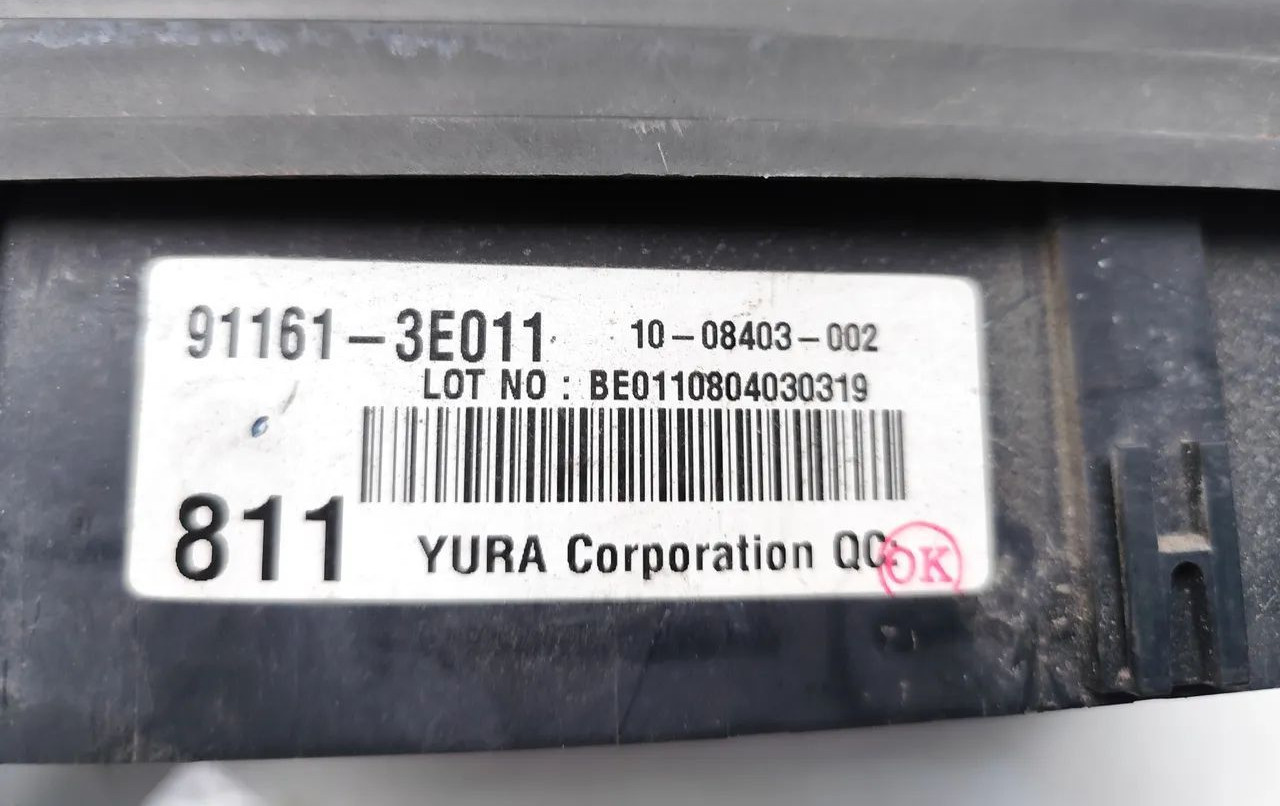 91161-3E011 10-08403-002
LOT NO : BE0110804030319
811 YURA Corporation QC:
OK